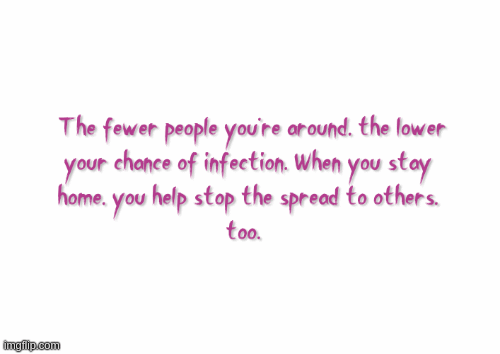 The fewer people you're around, the lower
your chance of infection. When you stay
home, you help stop the spread to others,
too.
imgflip.com